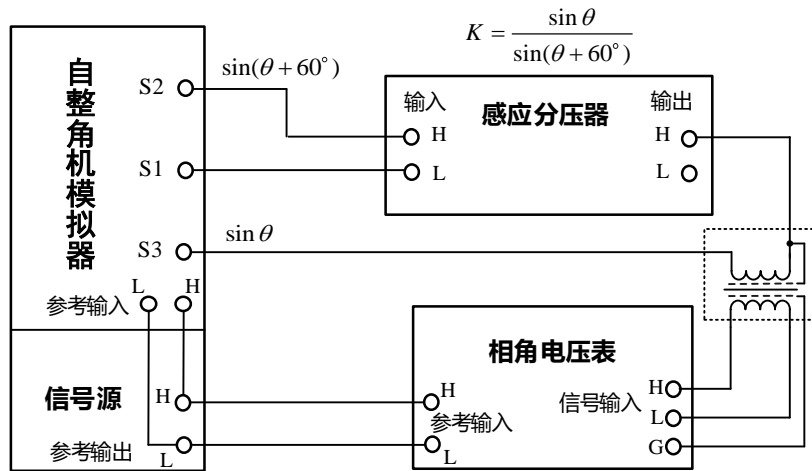 K = sin θ / sin(θ + 60°)
自整角机模拟器
S2
sin(θ + 60°)
输入
感应分压器
输出
H
H
S1
L
L
S3
sin θ
L
H
参考输入
相角电压表
信号源
H
H
参考输入
信号输入
H
L
参考输出
L
L
G